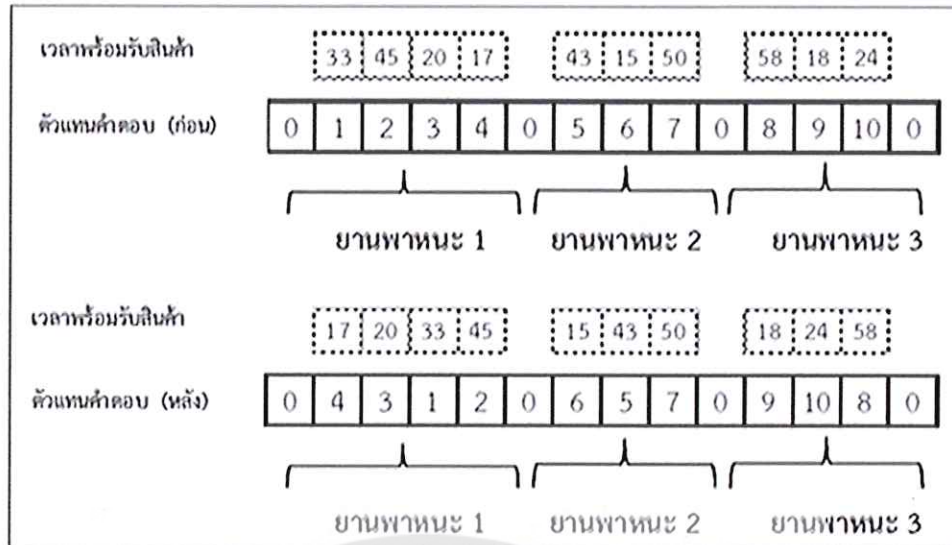 เวลาพร้อมรับสินค้า 33 45 20 17 43 15 50 58 18 24
ตัวแทนคำตอบ (ก่อน) 0 1 2 3 4 0 5 6 7 0 8 9 10 0
ยานพาหนะ 1 ยานพาหนะ 2 ยานพาหนะ 3
เวลาพร้อมรับสินค้า 17 20 33 45 15 43 50 18 24 58
ตัวแทนคำตอบ (หลัง) 0 4 3 1 2 0 6 5 7 0 9 10 8 0
ยานพาหนะ 1 ยานพาหนะ 2 ยานพาหนะ 3